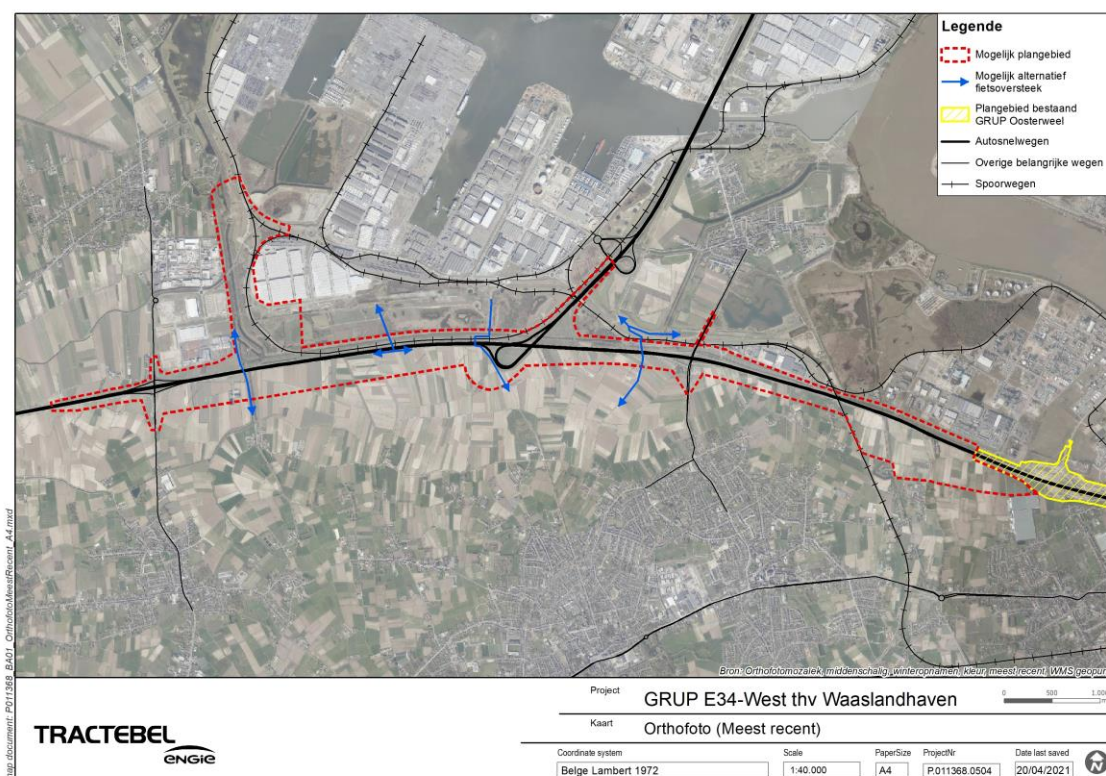 Legende
Mogelijk plangebied
Mogelijk alternatief
fietsoversteek
Plangebied bestaand
GRUP Oosterweel
Autosnelwegen
Overige belangrijke wegen
Spoorwegen
map document: P011368_BA01_OrthofotoMeestRecent_A4.mxd
Bron: Orthofotomozaïek, middenschalig, winteropnamen, kleur, meest recent, WMS geopun
TRACTEBEL
ENGIE
Project GRUP E34-West thv Waaslandhaven
0 500 1.00
Kaart Orthofoto (Meest recent)
Coordinate system Scale PaperSize ProjectNr Date last saved
Belge Lambert 1972 1:40.000 A4 P.011368.0504 20/04/2021
N